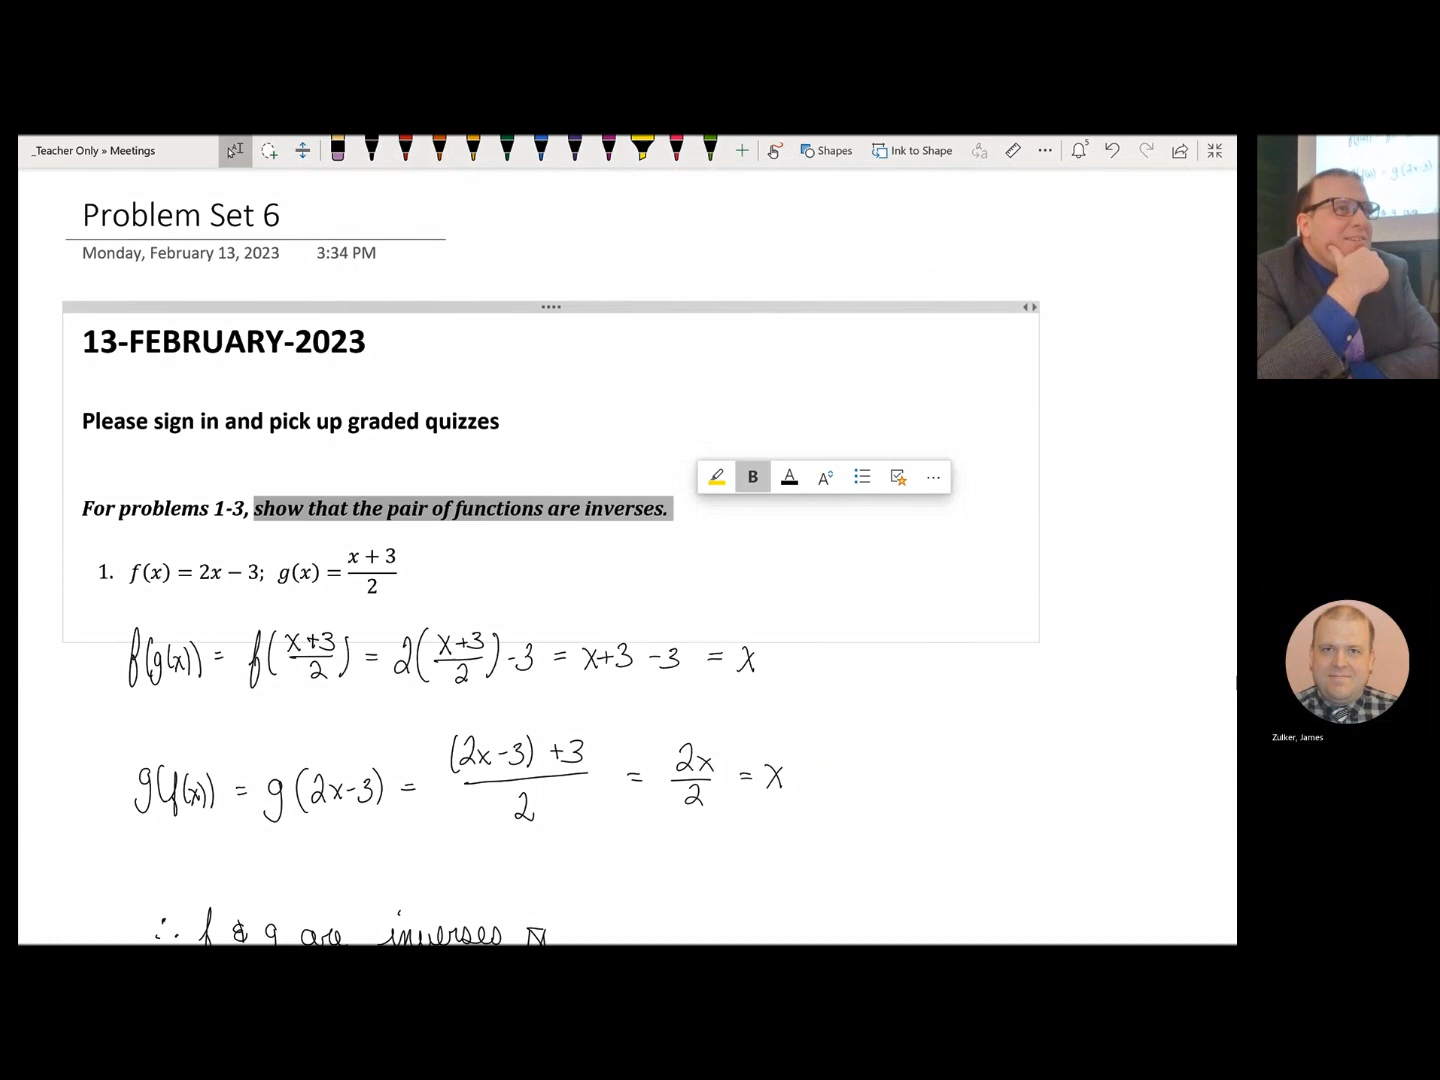 _Teacher Only » Meetings
Shapes
Ink to Shape
Problem Set 6
Monday, February 13, 2023 3:34 PM
13-FEBRUARY-2023
Please sign in and pick up graded quizzes
B A A ...
For problems 1-3, show that the pair of functions are inverses.
1. f(x) = 2x − 3; g(x) = (x + 3)/2
f(g(x)) = f((x+3)/2) = 2((x+3)/2) -3 = x+3 -3 = x
g(f(x)) = g(2x-3) = ((2x-3) +3)/2 = 2x/2 = x
∴ f & g are inverses
Zulker, James